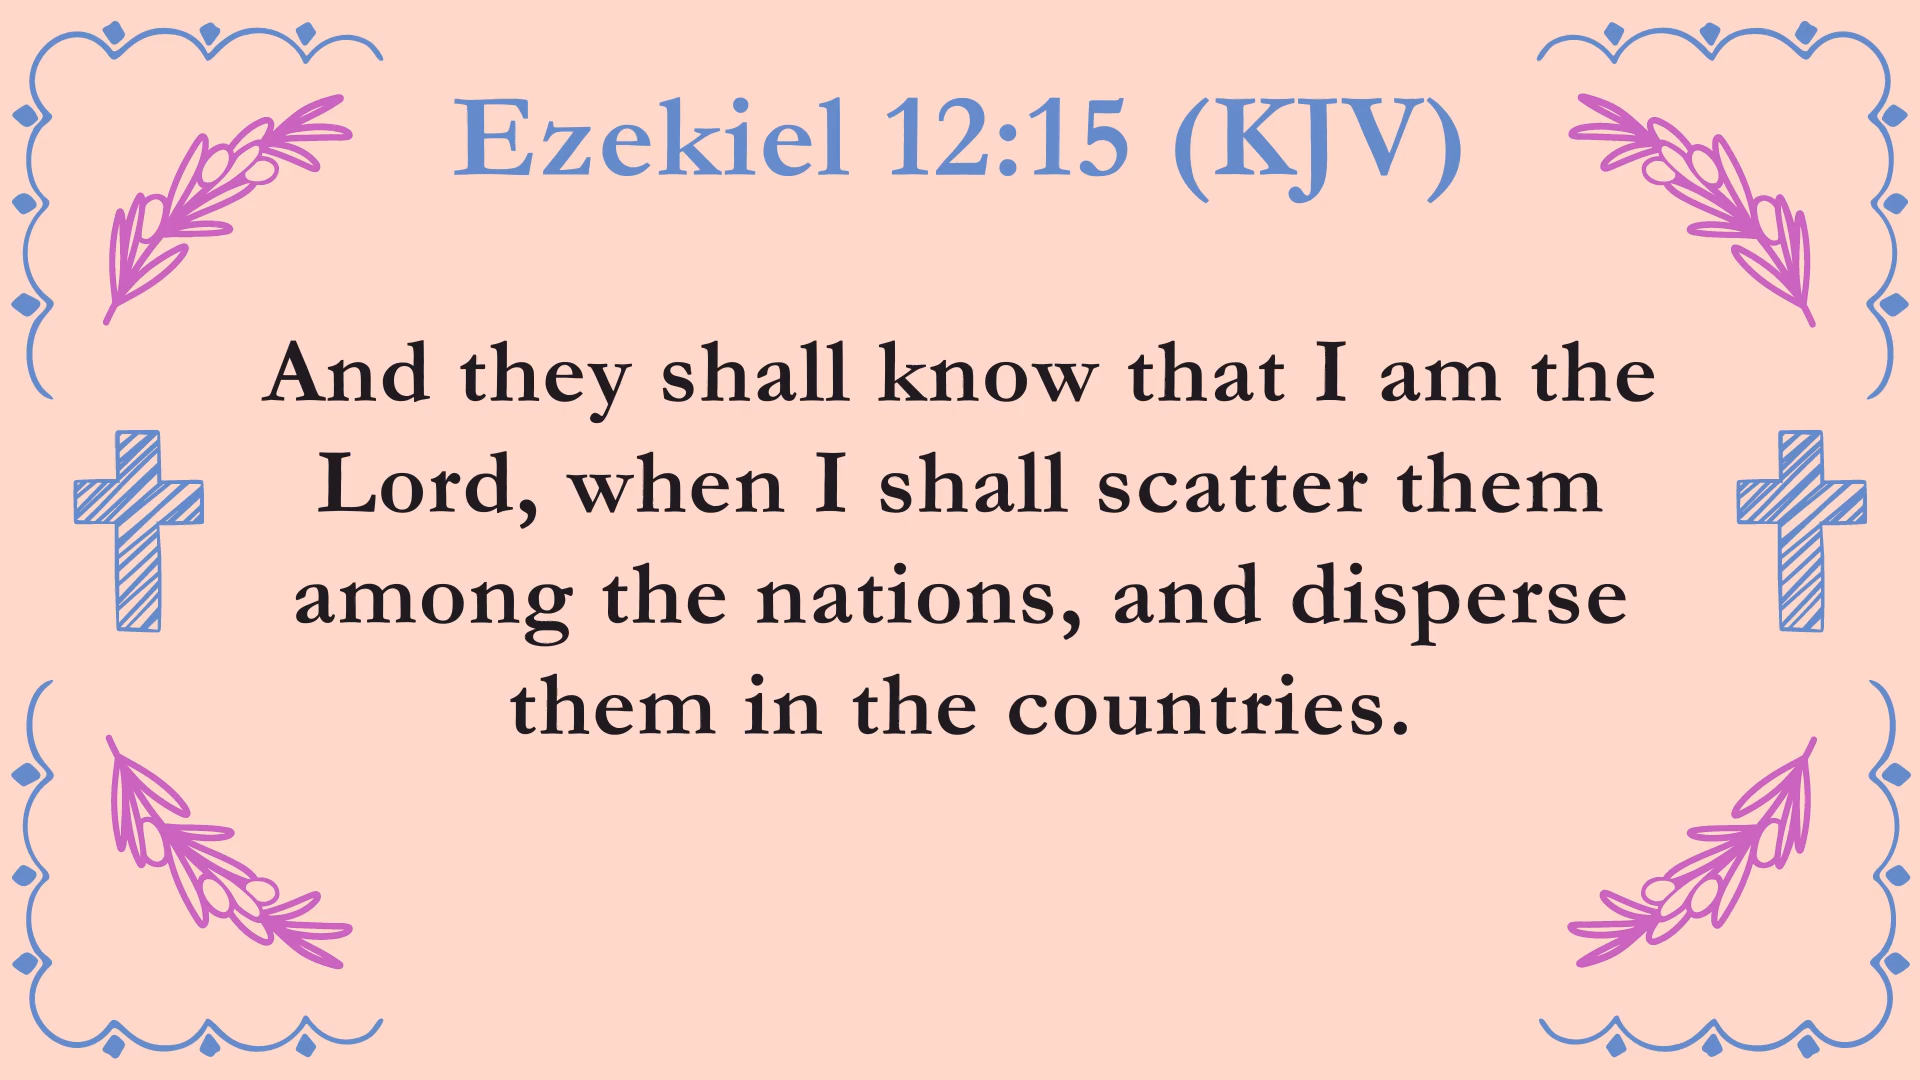 Ezekiel 12:15 (KJV)
And they shall know that I am the
Lord, when I shall scatter them
among the nations, and disperse
them in the countries.